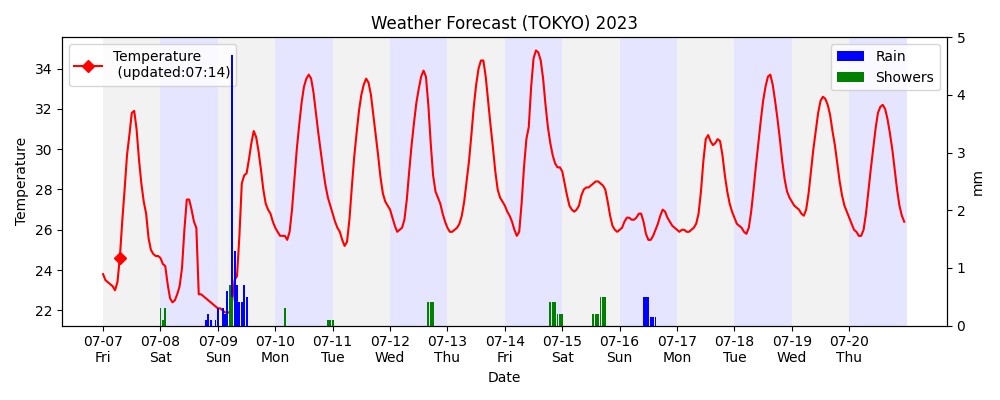 Weather Forecast (TOKYO) 2023
Temperature
(updated:07:14)
Rain
Showers
Temperature
34
32
30
28
26
24
22
5
4
3
2
1
0
mm
07-07 07-08 07-09 07-10 07-11 07-12 07-13 07-14 07-15 07-16 07-17 07-18 07-19 07-20
Fri Sat Sun Mon Tue Wed Thu Fri Sat Sun Mon Tue Wed Thu
Date